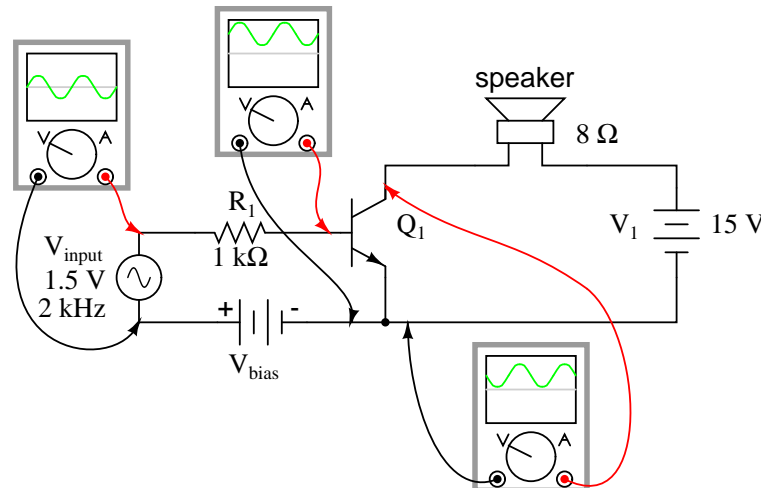 V A
V A
speaker
8 Ω
R1
1 kΩ
Vinput
1.5 V
2 kHz
Q1
V1 15 V
+ -
Vbias
V A